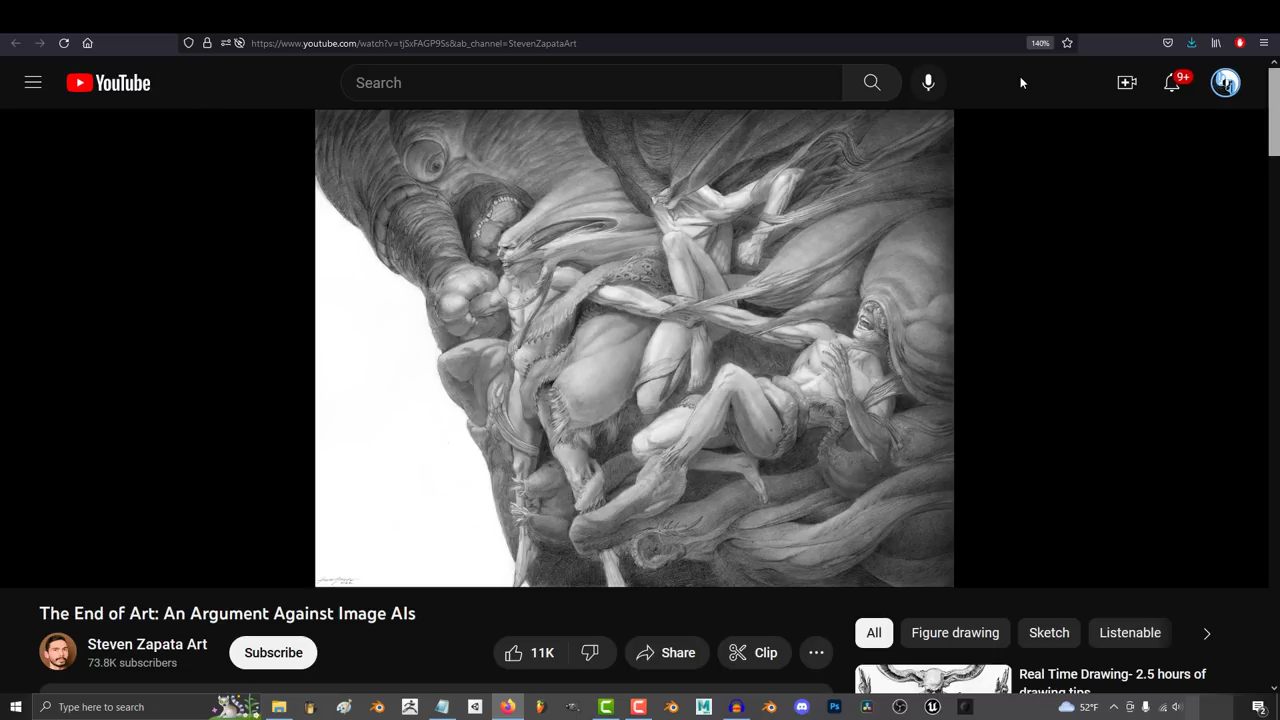 https://www.youtube.com/watch?v=tjSxFAGP9Ss&ab_channel=StevenZapataArt
140%
YouTube
Search
9+
The End of Art: An Argument Against Image AIs
Steven Zapata Art
73.8K subscribers
Subscribe
11K
Share
Clip
All
Figure drawing
Sketch
Listenable
Real Time Drawing- 2.5 hours of
drawing tips
Type here to search
52°F
2